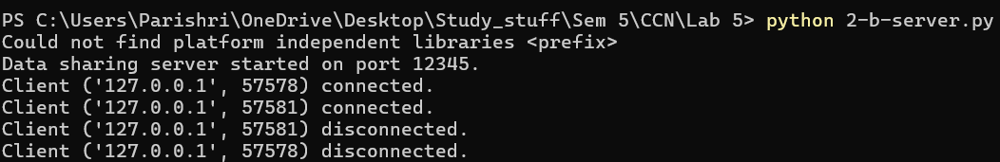 PS C:\Users\Parishri\OneDrive\Desktop\Study_stuff\Sem 5\CCN\Lab 5> python 2-b-server.py
Could not find platform independent libraries <prefix>
Data sharing server started on port 12345.
Client ('127.0.0.1', 57578) connected.
Client ('127.0.0.1', 57581) connected.
Client ('127.0.0.1', 57581) disconnected.
Client ('127.0.0.1', 57578) disconnected.